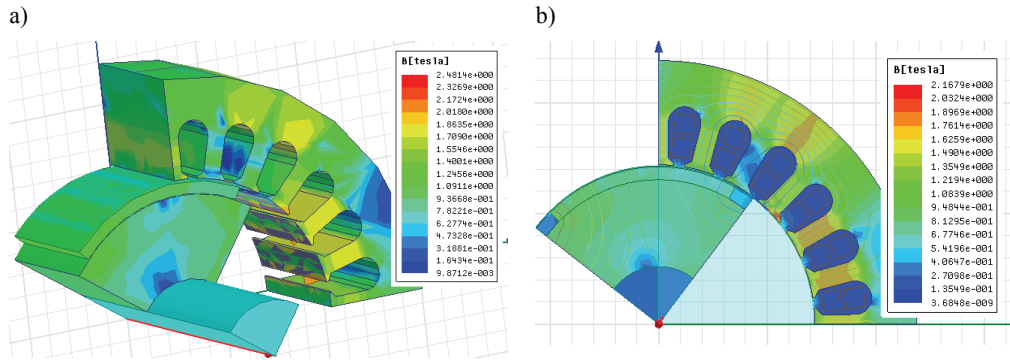 a)
B[tesla]
2.4814e+000
2.3269e+000
2.1724e+000
2.0180e+000
1.8635e+000
1.7090e+000
1.5546e+000
1.4001e+000
1.2456e+000
1.0911e+000
9.3668e-001
7.8221e-001
6.2774e-001
4.7328e-001
3.1881e-001
1.6434e-001
9.8712e-003
b)
B[tesla]
2.1679e+000
2.0324e+000
1.8969e+000
1.7614e+000
1.6259e+000
1.4904e+000
1.3549e+000
1.2194e+000
1.0839e+000
9.4844e-001
8.1295e-001
6.7746e-001
5.4196e-001
4.0647e-001
2.7098e-001
1.3549e-001
3.6848e-009